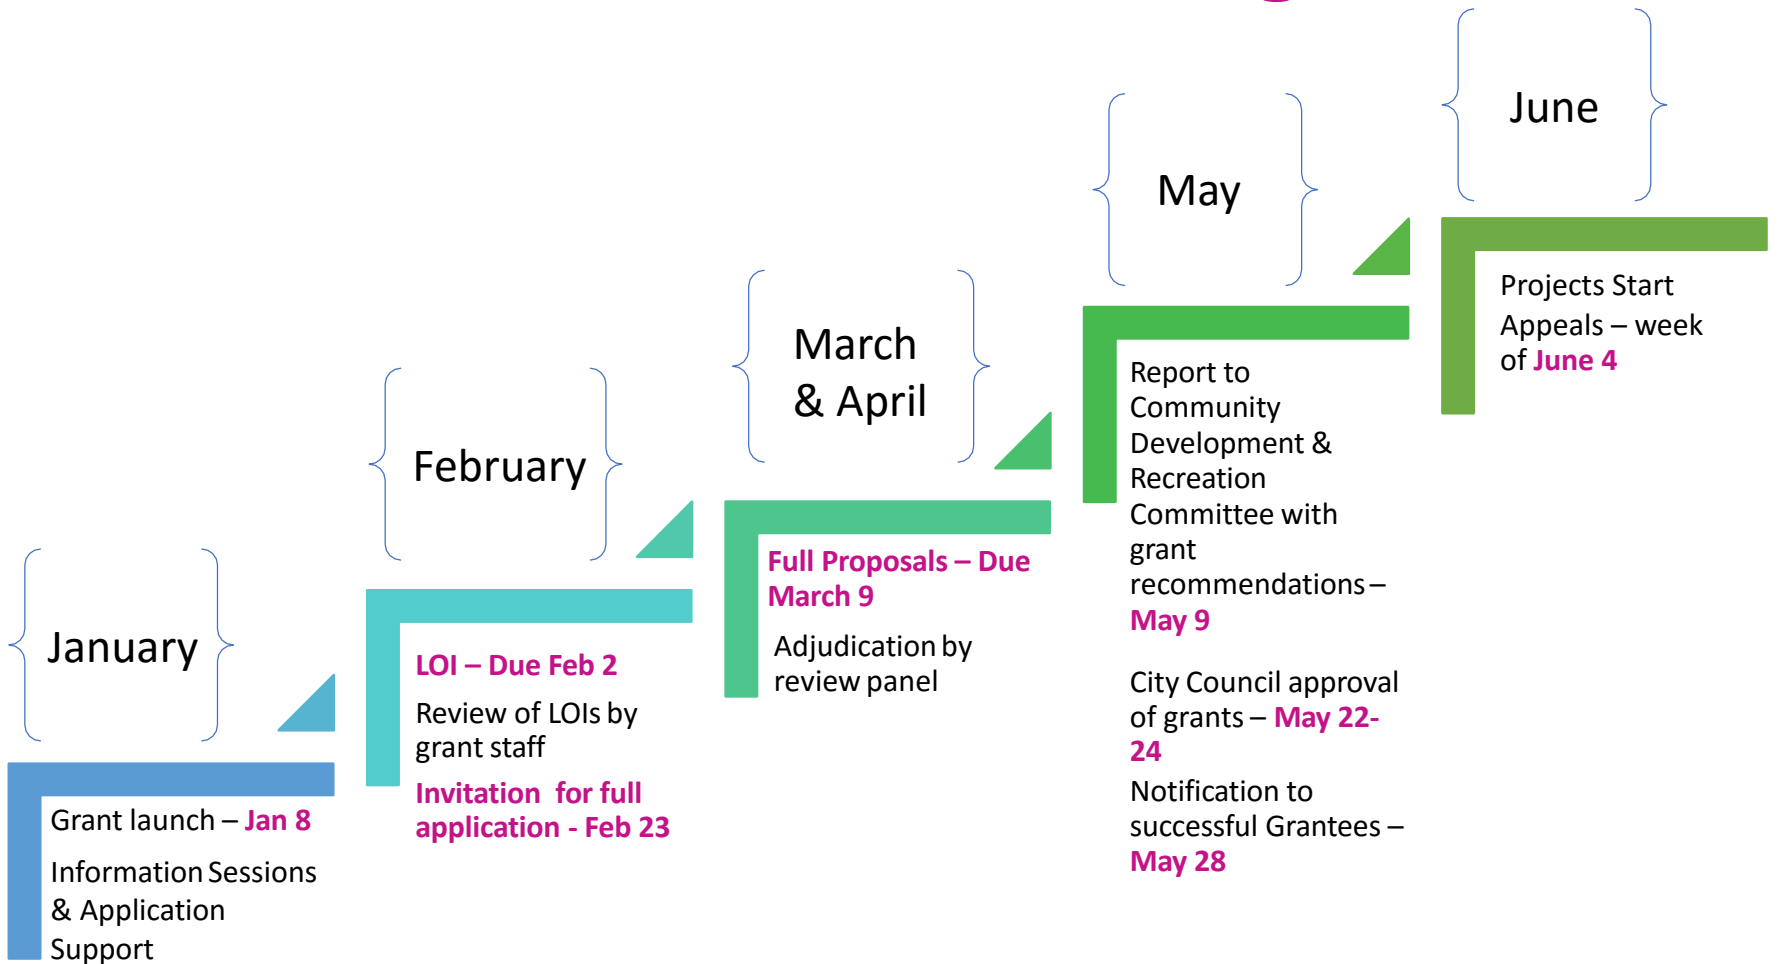 January
Grant launch – Jan 8
Information Sessions
& Application
Support
February
LOI – Due Feb 2
Review of LOIs by
grant staff
Invitation  for full
application - Feb 23
March
& April
Full Proposals – Due
March 9
Adjudication by
review panel
May
Report to
Community
Development &
Recreation
Committee with
grant
recommendations –
May 9
City Council approval
of grants – May 22-
24
Notification to
successful Grantees –
May 28
June
Projects Start
Appeals – week
of June 4